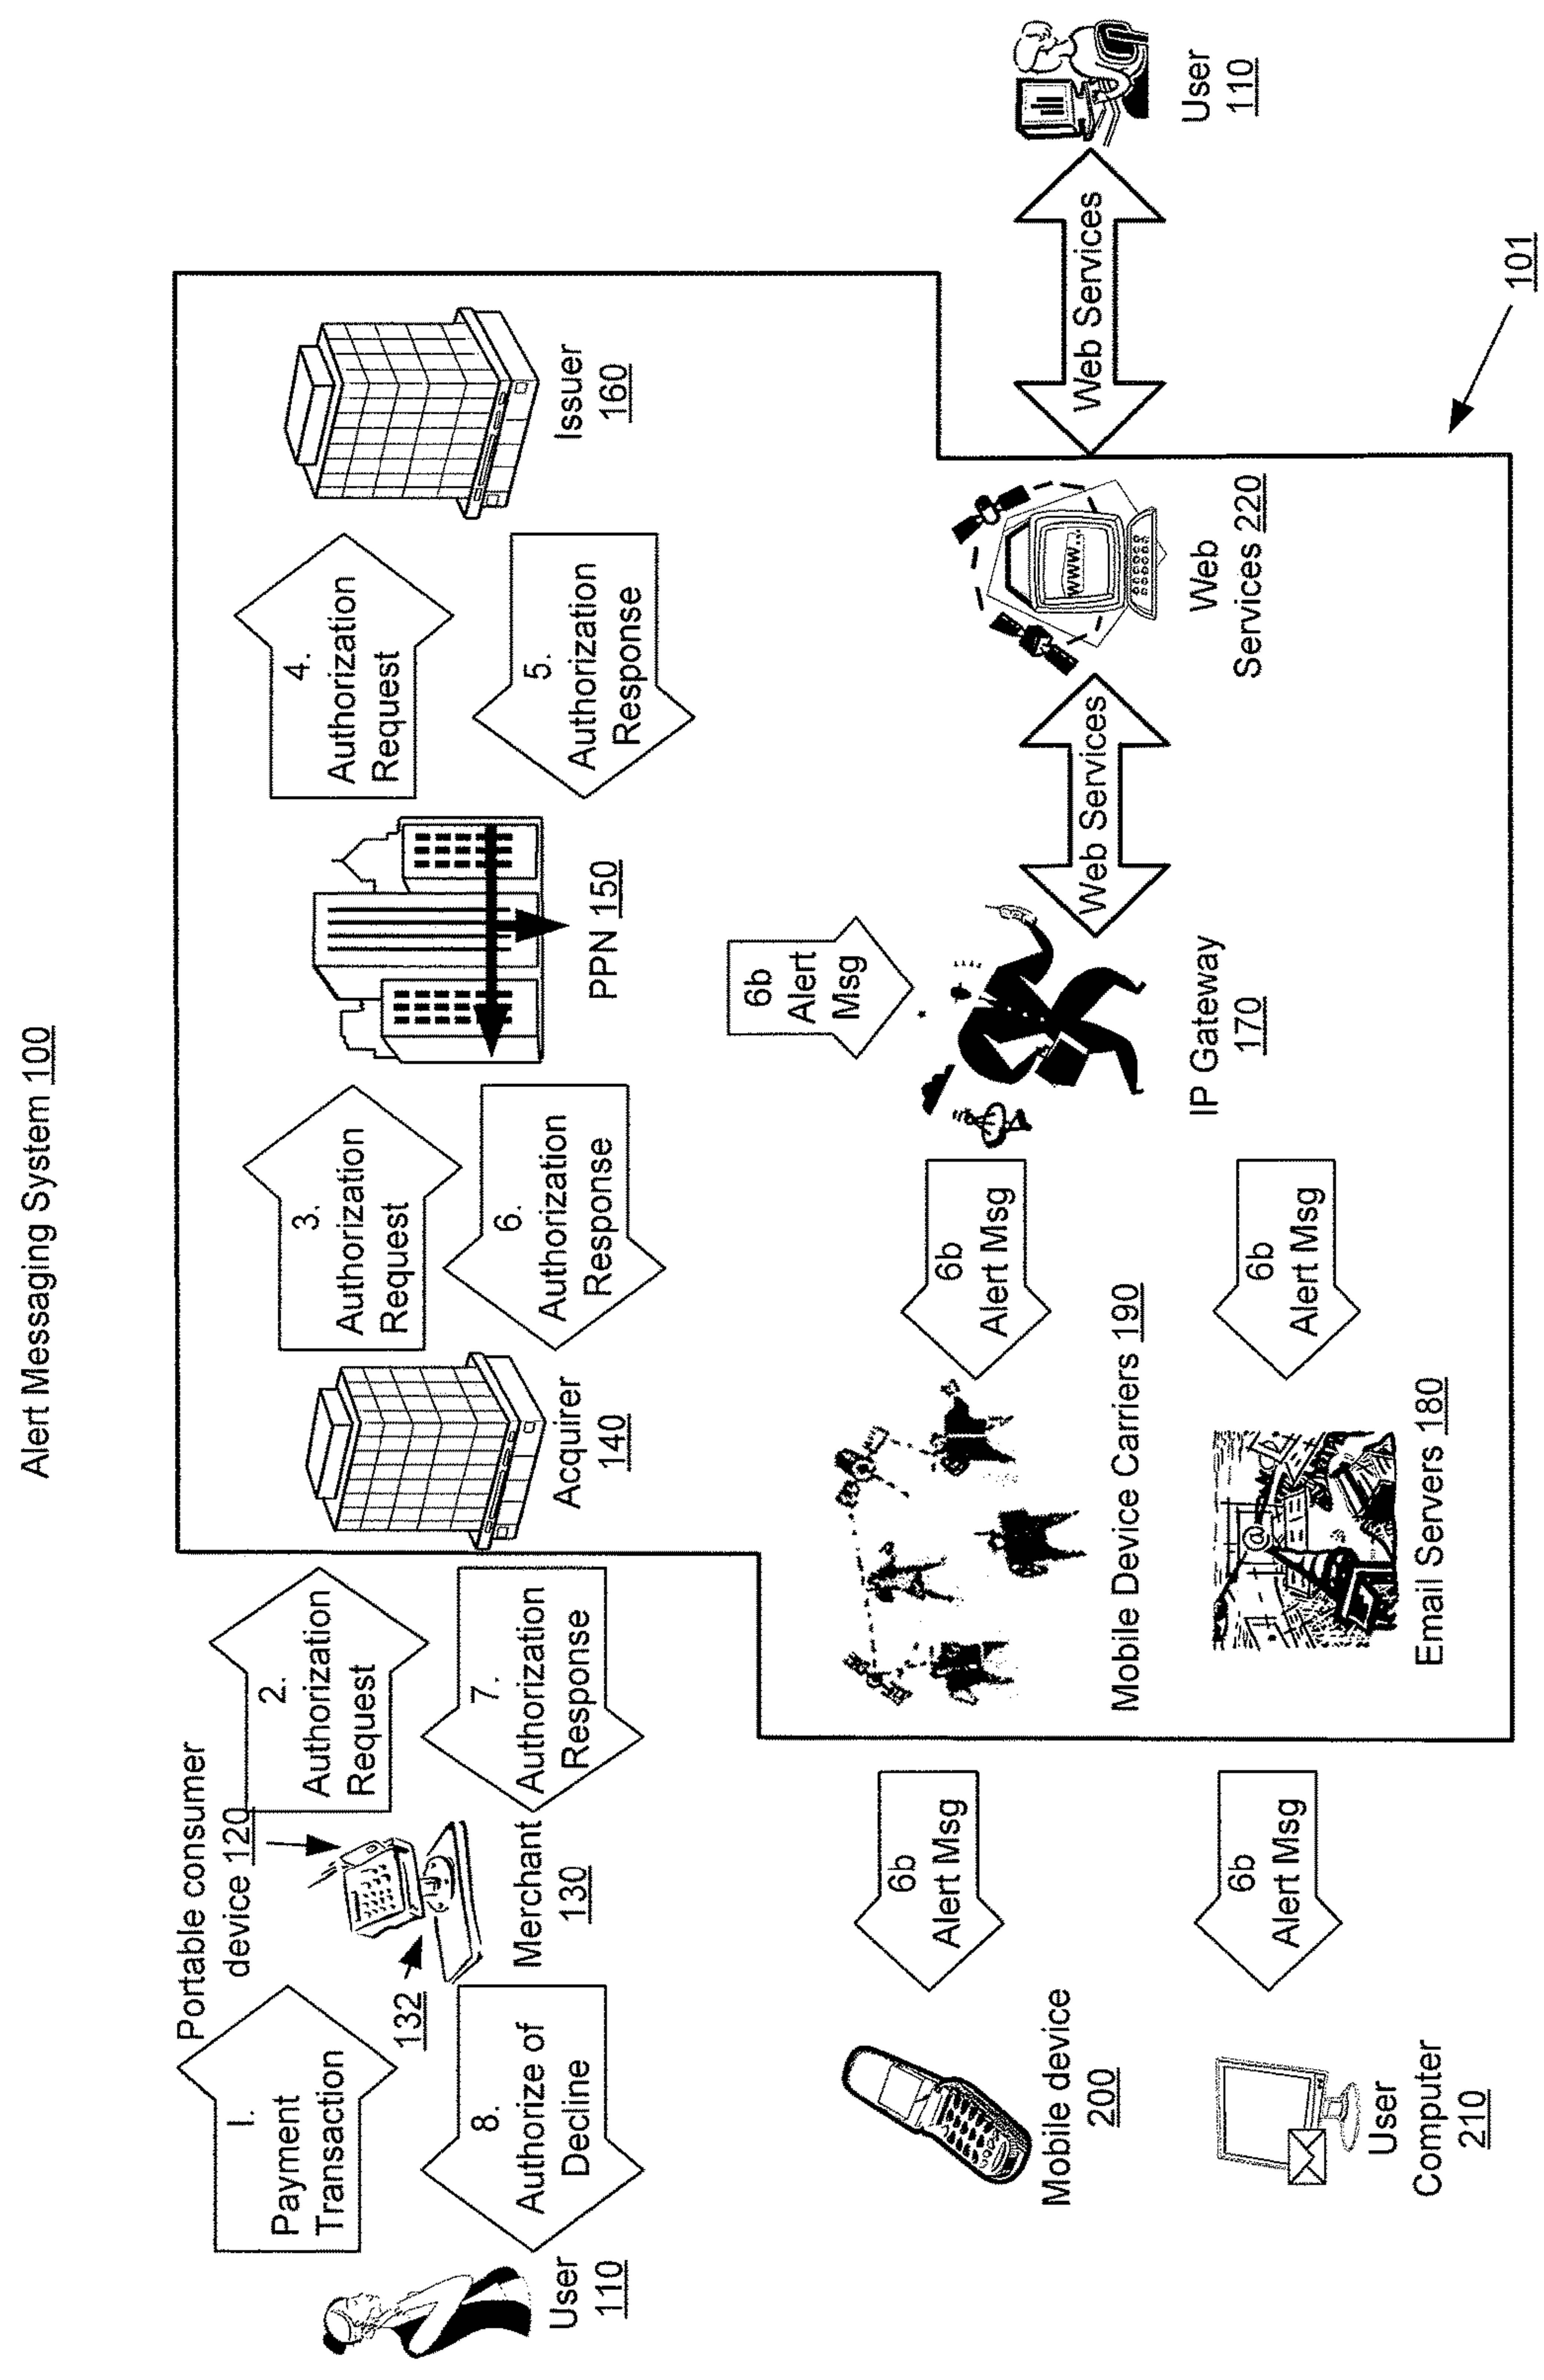 Alert Messaging System 100
1.
Payment
Transaction
Portable consumer
device 120
2.
Authorization
Request
3.
Authorization
Request
4.
Authorization
Request
132
User
110
8.
Authorize of
Decline
Merchant
130
7.
Authorization
Response
Acquirer
140
6.
Authorization
Response
PPN 150
5.
Authorization
Response
Issuer
160
6b
Alert
Msg
Mobile device
200
6b
Alert Msg
Mobile Device Carriers 190
6b
Alert Msg
IP Gateway
170
Web Services
www...
Web
Services 220
Web Services
User
110
User
Computer
210
6b
Alert Msg
@
Email Servers 180
6b
Alert Msg
101